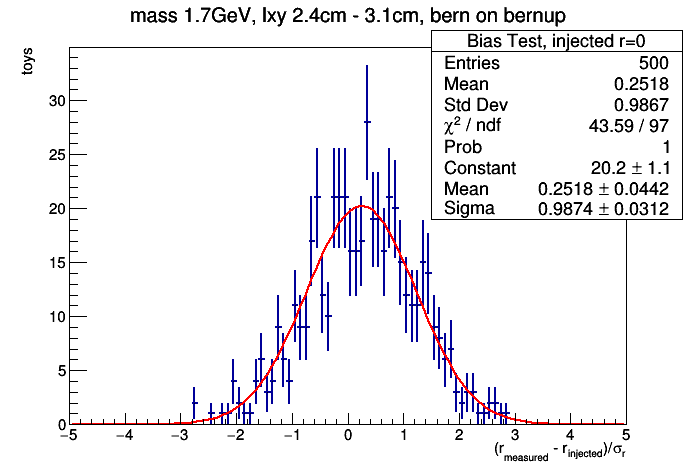 mass 1.7GeV, lxy 2.4cm - 3.1cm, bern on bernup
Bias Test, injected r=0
Entries 500
Mean 0.2518
Std Dev 0.9867
χ² / ndf 43.59 / 97
Prob 1
Constant 20.2 ± 1.1
Mean 0.2518 ± 0.0442
Sigma 0.9874 ± 0.0312
toys
30
25
20
15
10
5
0
−5 −4 −3 −2 −1 0 1 2 3 4 5
(r_measured - r_injected)/σ_r